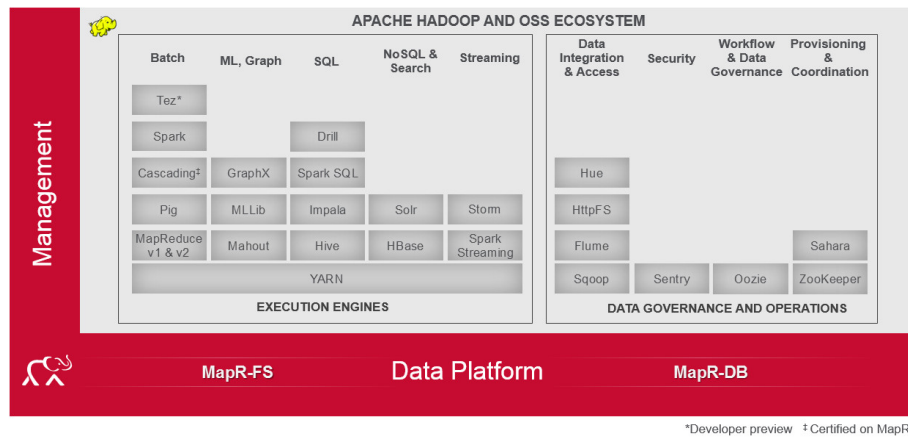 APACHE HADOOP AND OSS ECOSYSTEM
Management
Batch
ML, Graph
SQL
NoSQL &
Search
Streaming
Tez*
Spark
Drill
Cascading‡
GraphX
Spark SQL
Pig
MLLib
Impala
Solr
Storm
MapReduce
v1 & v2
Mahout
Hive
HBase
Spark
Streaming
YARN
EXECUTION ENGINES
Data
Integration
& Access
Security
Workflow
& Data
Governance
Provisioning
&
Coordination
Hue
HttpFS
Flume
Sahara
Sqoop
Sentry
Oozie
ZooKeeper
DATA GOVERNANCE AND OPERATIONS
MapR-FS
Data Platform
MapR-DB
*Developer preview ‡Certified on MapR